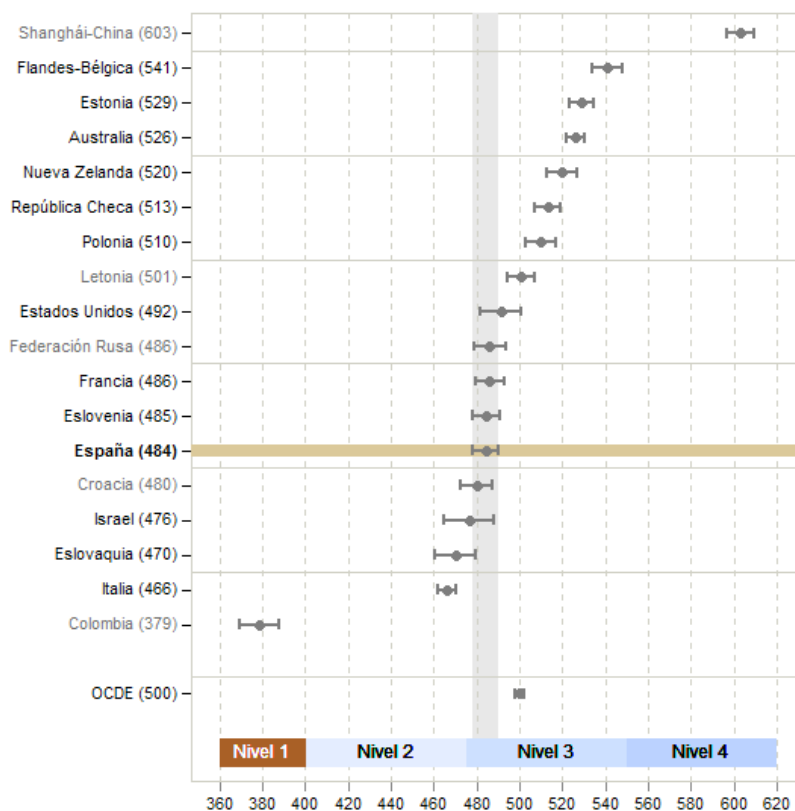 Shanghái-China (603)
Flandes-Bélgica (541)
Estonia (529)
Australia (526)
Nueva Zelanda (520)
República Checa (513)
Polonia (510)
Letonia (501)
Estados Unidos (492)
Federación Rusa (486)
Francia (486)
Eslovenia (485)
España (484)
Croacia (480)
Israel (476)
Eslovaquia (470)
Italia (466)
Colombia (379)
OCDE (500)
Nivel 1 Nivel 2 Nivel 3 Nivel 4
360 380 400 420 440 460 480 500 520 540 560 580 600 620